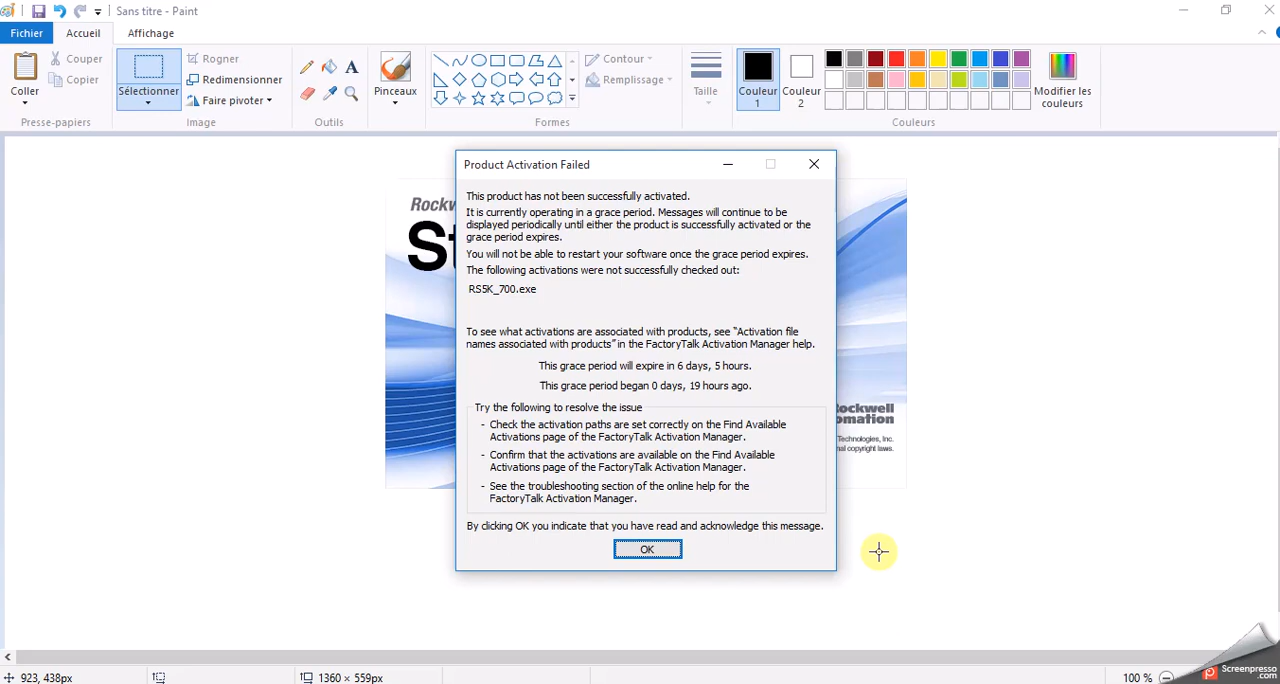 Sans titre - Paint
Fichier
Accueil
Affichage
Coller
Couper
Copier
Presse-papiers
Sélectionner
Rogner
Redimensionner
Faire pivoter
Image
A
Outils
Pinceaux
Contour
Remplissage
Formes
Taille
Couleur
1
Couleur
2
Modifier les
couleurs
Couleurs
Product Activation Failed
This product has not been successfully activated.
It is currently operating in a grace period. Messages will continue to be
displayed periodically until either the product is successfully activated or the
grace period expires.
You will not be able to restart your software once the grace period expires.
The following activations were not successfully checked out:
RS5K_700.exe
To see what activations are associated with products, see "Activation file
names associated with products" in the FactoryTalk Activation Manager help.
This grace period will expire in 6 days, 5 hours.
This grace period began 0 days, 19 hours ago.
Try the following to resolve the issue
- Check the activation paths are set correctly on the Find Available
Activations page of the FactoryTalk Activation Manager.
- Confirm that the activations are available on the Find Available
Activations page of the FactoryTalk Activation Manager.
- See the troubleshooting section of the online help for the
FactoryTalk Activation Manager.
By clicking OK you indicate that you have read and acknowledge this message.
OK
Rockw
St
ockwell
omation
Technologies, Inc.
nal copyright laws.
923, 438px
1360 × 559px
100 %
Screenpresso
.com